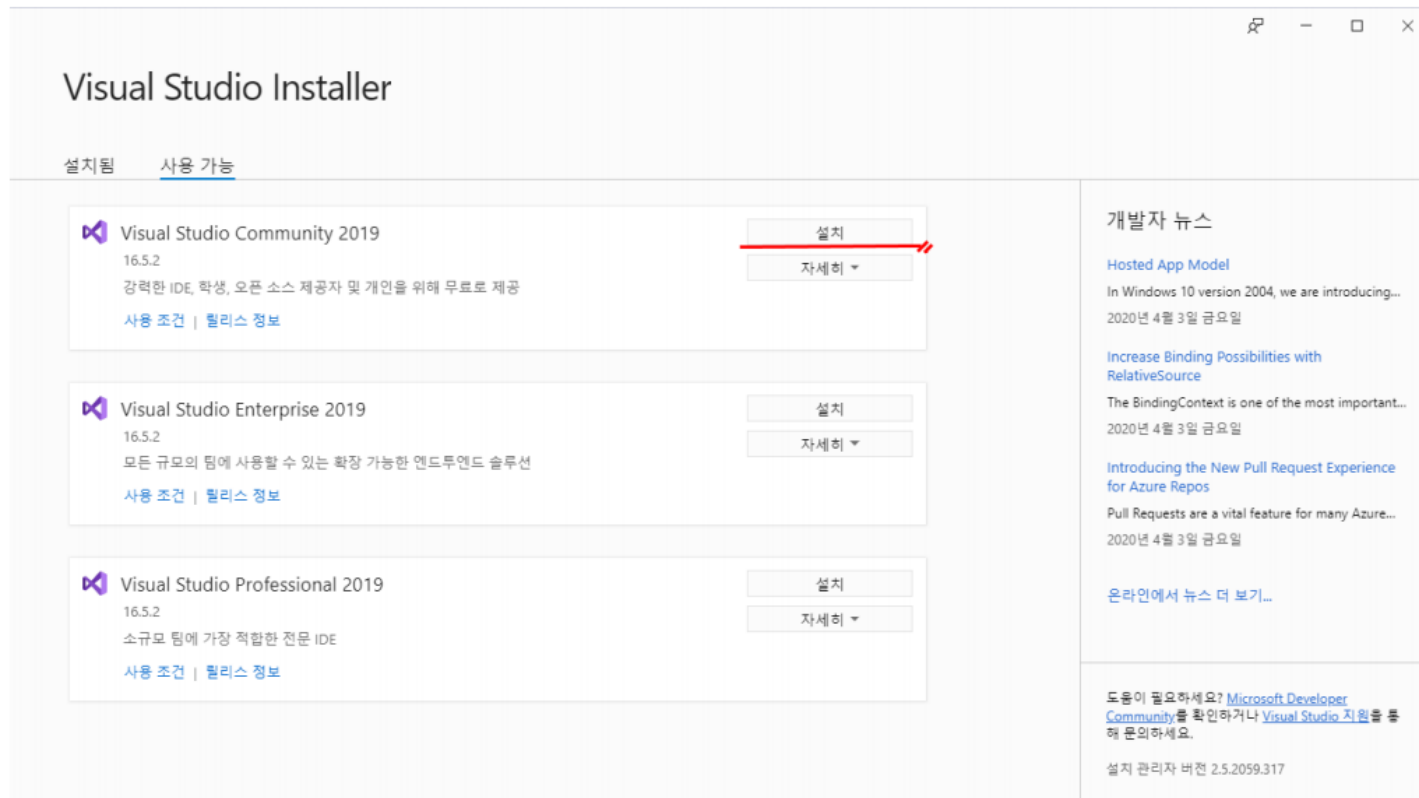 Visual Studio Installer
설치됨 사용 가능
Visual Studio Community 2019
16.5.2
강력한 IDE, 학생, 오픈 소스 제공자 및 개인을 위해 무료로 제공
사용 조건 | 릴리스 정보
설치
자세히
Visual Studio Enterprise 2019
16.5.2
모든 규모의 팀에 사용할 수 있는 확장 가능한 엔드투엔드 솔루션
사용 조건 | 릴리스 정보
설치
자세히
Visual Studio Professional 2019
16.5.2
소규모 팀에 가장 적합한 전문 IDE
사용 조건 | 릴리스 정보
설치
자세히
개발자 뉴스
Hosted App Model
In Windows 10 version 2004, we are introducing...
2020년 4월 3일 금요일
Increase Binding Possibilities with
RelativeSource
The BindingContext is one of the most important...
2020년 4월 3일 금요일
Introducing the New Pull Request Experience
for Azure Repos
Pull Requests are a vital feature for many Azure...
2020년 4월 3일 금요일
온라인에서 뉴스 더 보기...
도움이 필요하세요? Microsoft Developer
Community를 확인하거나 Visual Studio 지원을 통
해 문의하세요.
설치 관리자 버전 2.5.2059.317